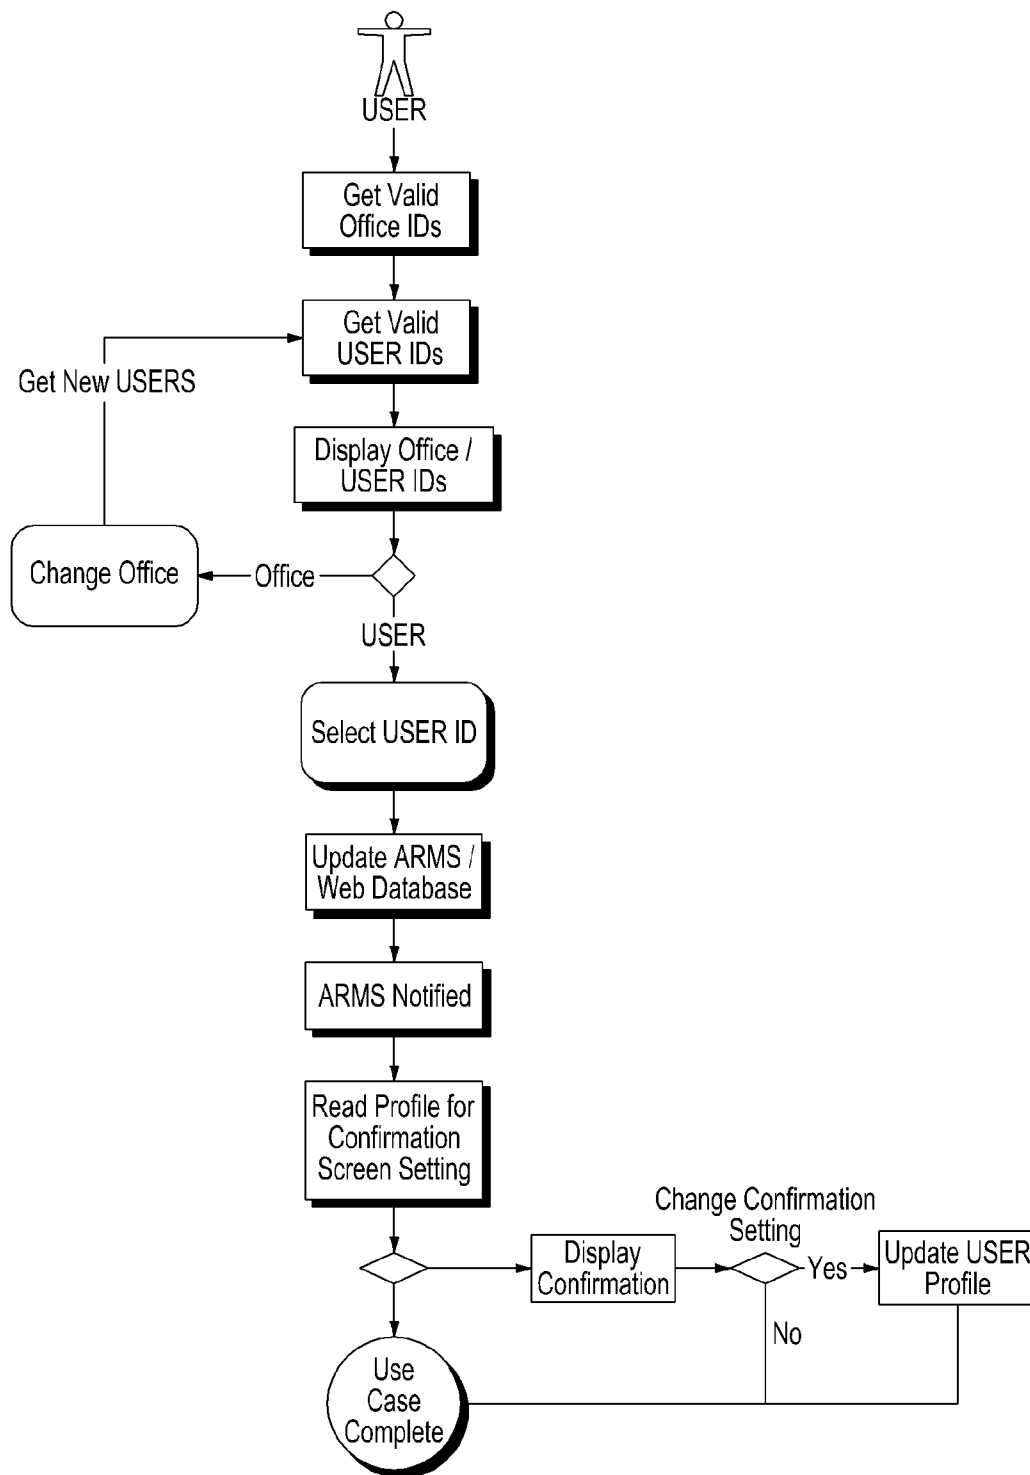 USER
Get Valid
Office IDs
Get Valid
USER IDs
Get New USERS
Display Office /
USER IDs
Change Office
Office
USER
Select USER ID
Update ARMS /
Web Database
ARMS Notified
Read Profile for
Confirmation
Screen Setting
Change Confirmation
Setting
Display
Confirmation
Yes
Update USER
Profile
No
Use
Case
Complete